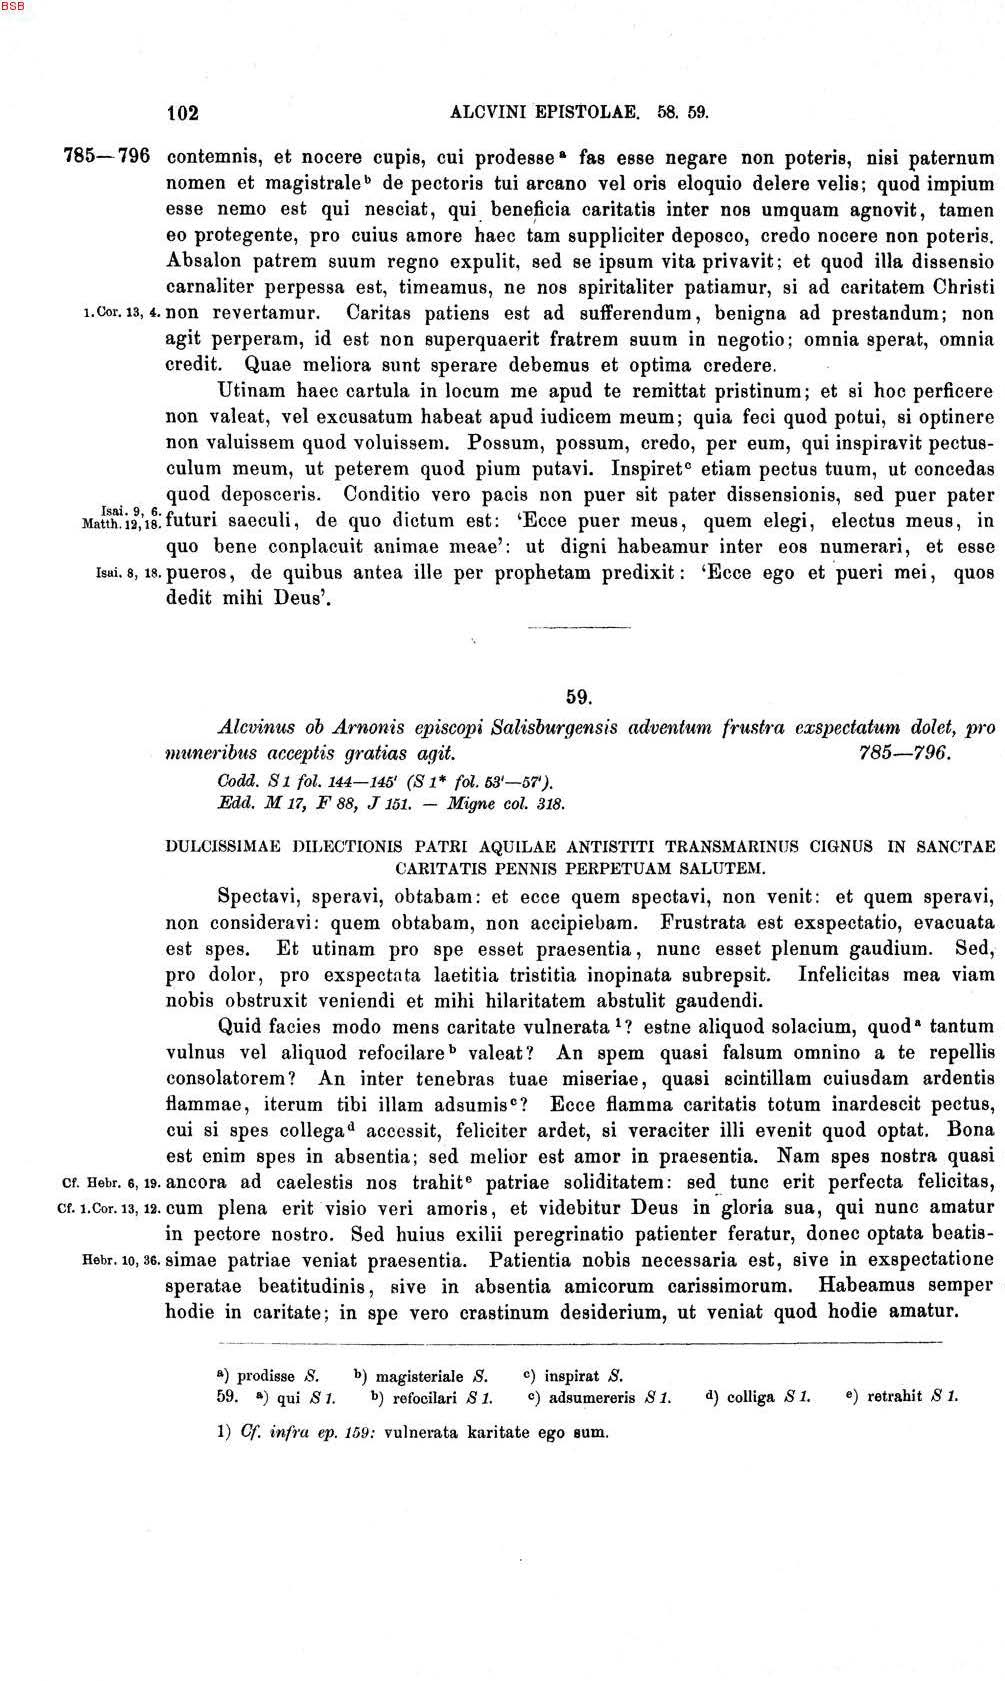 BSB
102 ALCVINI EPISTOLAE. 58. 59.
785—796 contemnis, et nocere cupis, cui prodesse a fas esse negare non poteris, nisi paternum
nomen et magistrale b de pectoris tui arcano vel oris eloquio delere velis; quod impium
esse nemo est qui nesciat, qui beneficia caritatis inter nos umquam agnovit, tamen
eo protegente, pro cuius amore haec tam suppliciter deposco, credo nocere non poteris.
Absalon patrem suum regno expulit, sed se ipsum vita privavit; et quod illa dissensio
carnaliter perpessa est, timeamus, ne nos spiritaliter patiamur, si ad caritatem Christi
1. Cor. 13, 4. non revertamur. Caritas patiens est ad sufferendum, benigna ad prestandum; non
agit perperam, id est non superquaerit fratrem suum in negotio; omnia sperat, omnia
credit. Quae meliora sunt sperare debemus et optima credere.
Utinam haec cartula in locum me apud te remittat pristinum; et si hoc perficere
non valeat, vel excusatum habeat apud iudicem meum; quia feci quod potui, si optinere
non valuissem quod voluissem. Possum, possum, credo, per eum, qui inspiravit pectus-
culum meum, ut peterem quod pium putavi. Inspiret c etiam pectus tuum, ut concedas
quod deposceris. Conditio vero pacis non puer sit pater dissensionis, sed puer pater
Isai. 9, 6.
Matth. 12, 18. futuri saeculi, de quo dictum est: ‘Ecce puer meus, quem elegi, electus meus, in
quo bene conplacuit animae meae’: ut digni habeamur inter eos numerari, et esse
Isai. 8, 18. pueros, de quibus antea ille per prophetam predixit: ‘Ecce ego et pueri mei, quos
dedit mihi Deus’.
59.
Alcvinus ob Arnonis episcopi Salisburgensis adventum frustra exspectatum dolet, pro
muneribus acceptis gratias agit. 785—796.
Codd. S 1 fol. 144—145' (S 1* fol. 53'—57').
Edd. M 17, F 88, J 151. — Migne col. 318.
DULCISSIMAE DILECTIONIS PATRI AQUILAE ANTISTITI TRANSMARINUS CIGNUS IN SANCTAE
CARITATIS PENNIS PERPETUAM SALUTEM.
Spectavi, speravi, obtabam: et ecce quem spectavi, non venit: et quem speravi,
non consideravi: quem obtabam, non accipiebam. Frustrata est exspectatio, evacuata
est spes. Et utinam pro spe esset praesentia, nunc esset plenum gaudium. Sed,
pro dolor, pro exspectata laetitia tristitia inopinata subrepsit. Infelicitas mea viam
nobis obstruxit veniendi et mihi hilaritatem abstulit gaudendi.
Quid facies modo mens caritate vulnerata 1? estne aliquod solacium, quod a tantum
vulnus vel aliquod refocilare b valeat? An spem quasi falsum omnino a te repellis
consolatorem? An inter tenebras tuae miseriae, quasi scintillam cuiusdam ardentis
flammae, iterum tibi illam adsumis c? Ecce flamma caritatis totum inardescit pectus,
cui si spes collega d accessit, feliciter ardet, si veraciter illi evenit quod optat. Bona
est enim spes in absentia; sed melior est amor in praesentia. Nam spes nostra quasi
Cf. Hebr. 6, 19. ancora ad caelestis nos trahit e patriae soliditatem: sed tunc erit perfecta felicitas,
Cf. 1. Cor. 13, 12. cum plena erit visio veri amoris, et videbitur Deus in gloria sua, qui nunc amatur
in pectore nostro. Sed huius exilii peregrinatio patienter feratur, donec optata beatis-
Hebr. 10, 36. simae patriae veniat praesentia. Patientia nobis necessaria est, sive in exspectatione
speratae beatitudinis, sive in absentia amicorum carissimorum. Habeamus semper
hodie in caritate; in spe vero crastinum desiderium, ut veniat quod hodie amatur.
a) prodisse S. b) magisteriale S. c) inspirat S.
59. a) qui S 1. b) refocilari S 1. c) adsumereris S 1. d) colliga S 1. e) retrahit S 1.
1) Cf. infra ep. 159: vulnerata karitate ego sum.